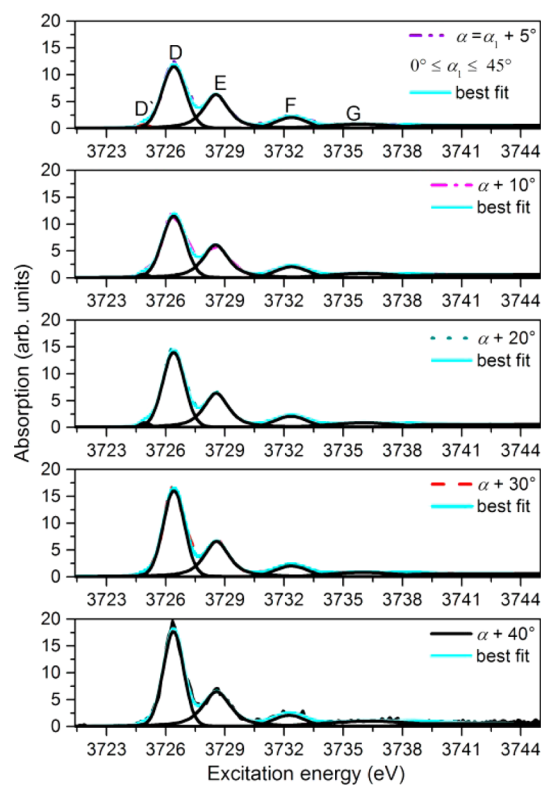 20
15
10
5
0
D`
D
E
F
G
α = α₁ + 5°
0° ≤ α₁ ≤ 45°
best fit
3723 3726 3729 3732 3735 3738 3741 3744
20
15
10
5
0
α + 10°
best fit
3723 3726 3729 3732 3735 3738 3741 3744
Absorption (arb. units)
20
15
10
5
0
α + 20°
best fit
3723 3726 3729 3732 3735 3738 3741 3744
20
15
10
5
0
α + 30°
best fit
3723 3726 3729 3732 3735 3738 3741 3744
20
15
10
5
0
α + 40°
best fit
3723 3726 3729 3732 3735 3738 3741 3744
Excitation energy (eV)